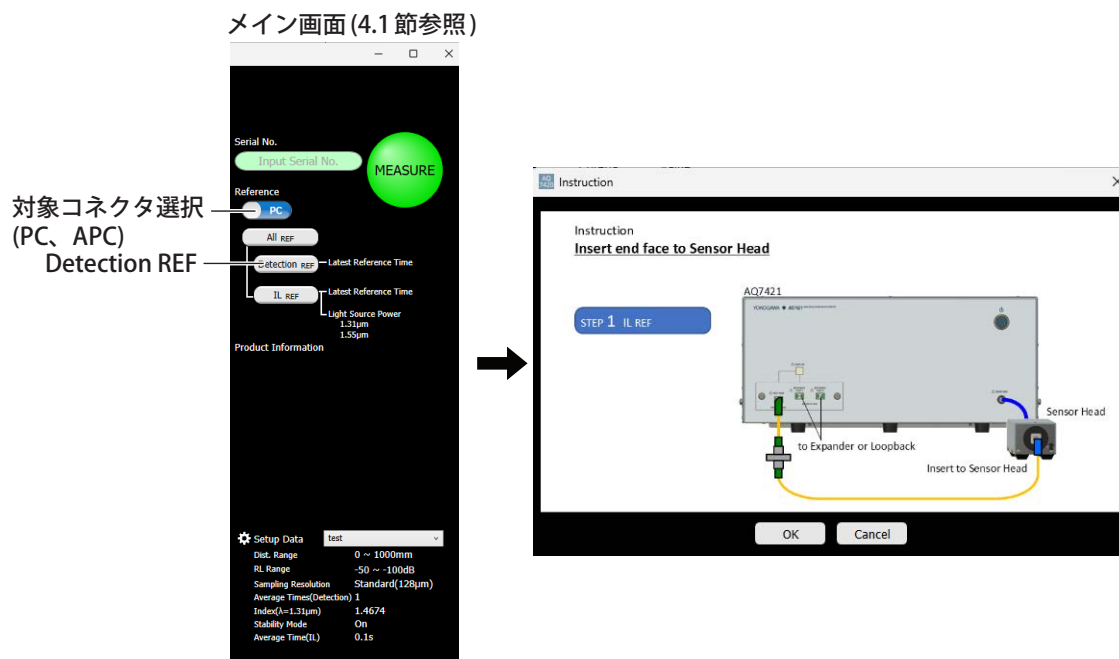 メイン画面 (4.1 節参照 )
Serial No.
Input Serial No.
MEASURE
Reference
対象コネクタ選択
(PC、APC)
PC
All REF
Detection REF
Detection REF
Latest Reference Time
IL REF
Latest Reference Time
Light Source Power
1.31μm
1.55μm
Product Information
Setup Data test
Dist. Range 0 ~ 1000mm
RL Range -50 ~ -100dB
Sampling Resolution Standard(128μm)
Average Times(Detection) 1
Index(λ=1.31μm) 1.4674
Stability Mode On
Average Time(IL) 0.1s
AQ
7420
Instruction
Instruction
Insert end face to Sensor Head
STEP 1 IL REF
AQ7421
YOKOGAWA
Sensor Head
to Expander or Loopback
Insert to Sensor Head
OK
Cancel